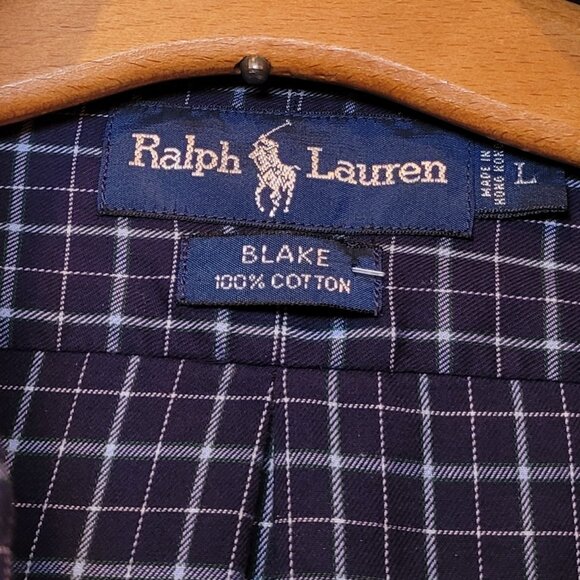 Ralph Lauren
MADE IN
HONG KONG
L
BLAKE
100% COTTON